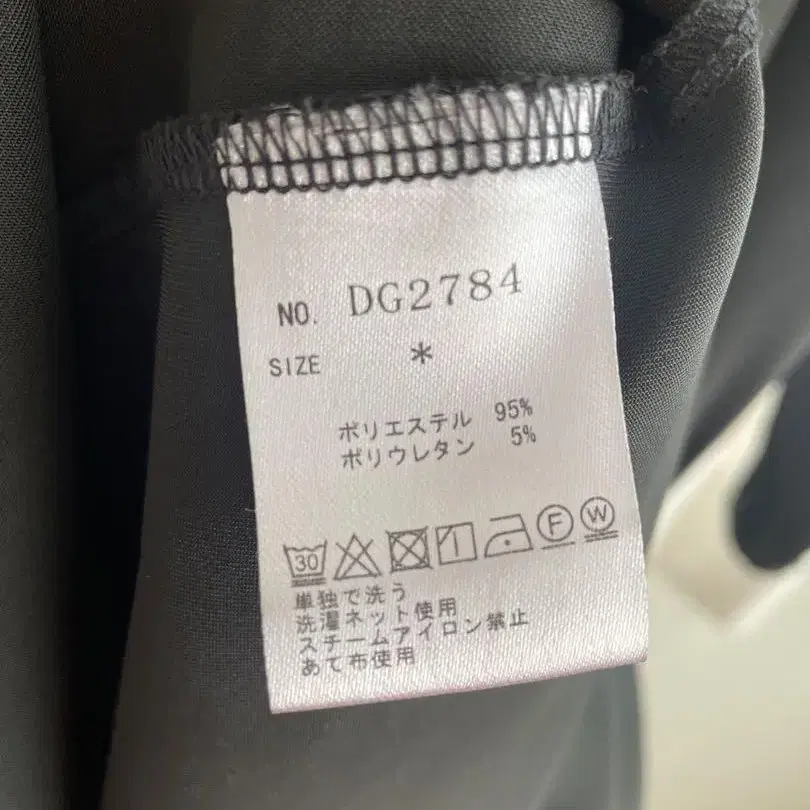 NO. DG2784
SIZE *
ポリエステル 95%
ポリウレタン 5%
30 F W
単独で洗う
洗濯ネット使用
スチームアイロン禁止
あて布使用